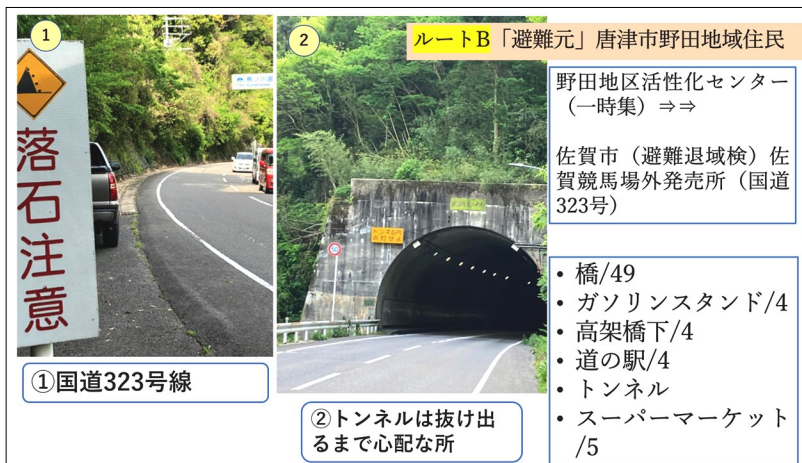 ①
落石注意
②
ルートB「避難元」唐津市野田地域住民
野田地区活性化センター
（一時集）⇒⇒
佐賀市（避難退域検）佐
賀競馬場外発売所（国道
323号）
• 橋/49
• ガソリンスタンド/4
• 高架橋下/4
• 道の駅/4
• トンネル
• スーパーマーケット
/5
①国道323号線
②トンネルは抜け出
るまで心配な所
50